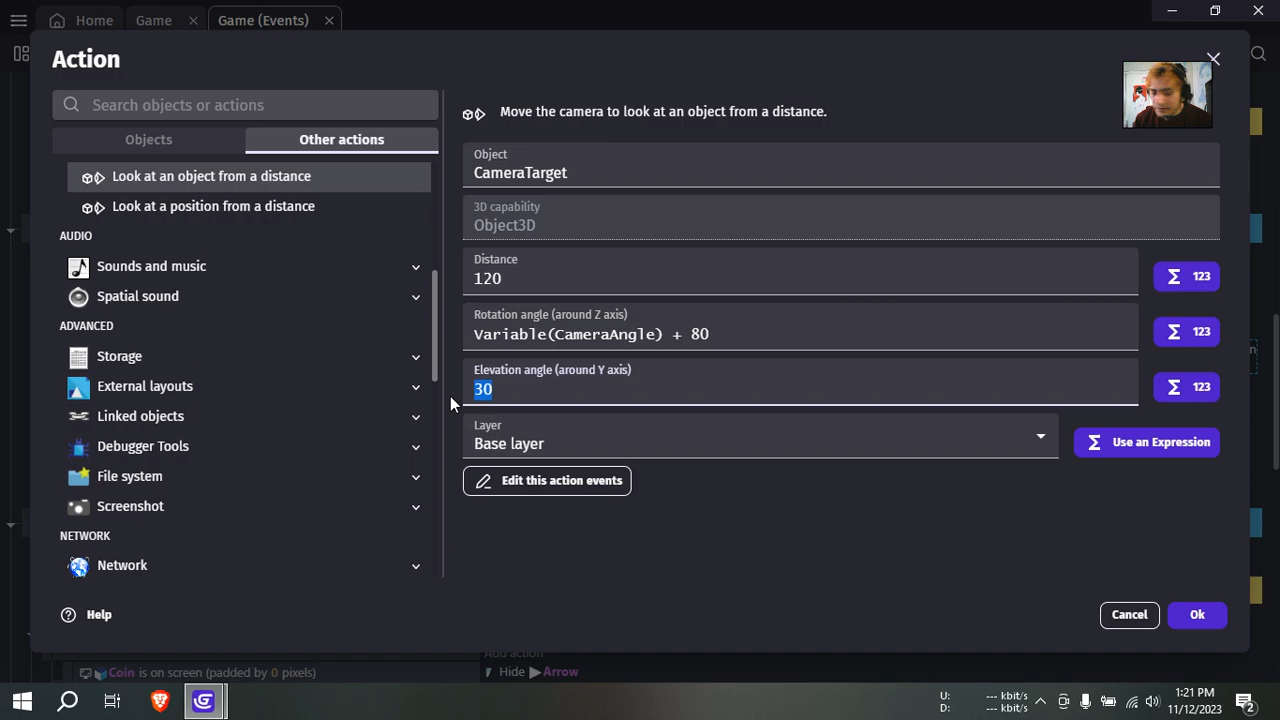 Home
Game
Game (Events)
Action
Search objects or actions
Objects
Other actions
Look at an object from a distance
Look at a position from a distance
AUDIO
Sounds and music
Spatial sound
ADVANCED
Storage
External layouts
Linked objects
Debugger Tools
File system
Screenshot
NETWORK
Network
Help
Move the camera to look at an object from a distance.
Object
CameraTarget
3D capability
Object3D
Distance
120
123
Rotation angle (around Z axis)
Variable(CameraAngle) + 80
123
Elevation angle (around Y axis)
30
123
Layer
Base layer
Use an Expression
Edit this action events
Cancel
Ok
Coin is on screen (padded by 0 pixels)
Add action
Hide Arrow
U: --- kbit/s
D: --- kbit/s
1:21 PM
11/12/2023
2